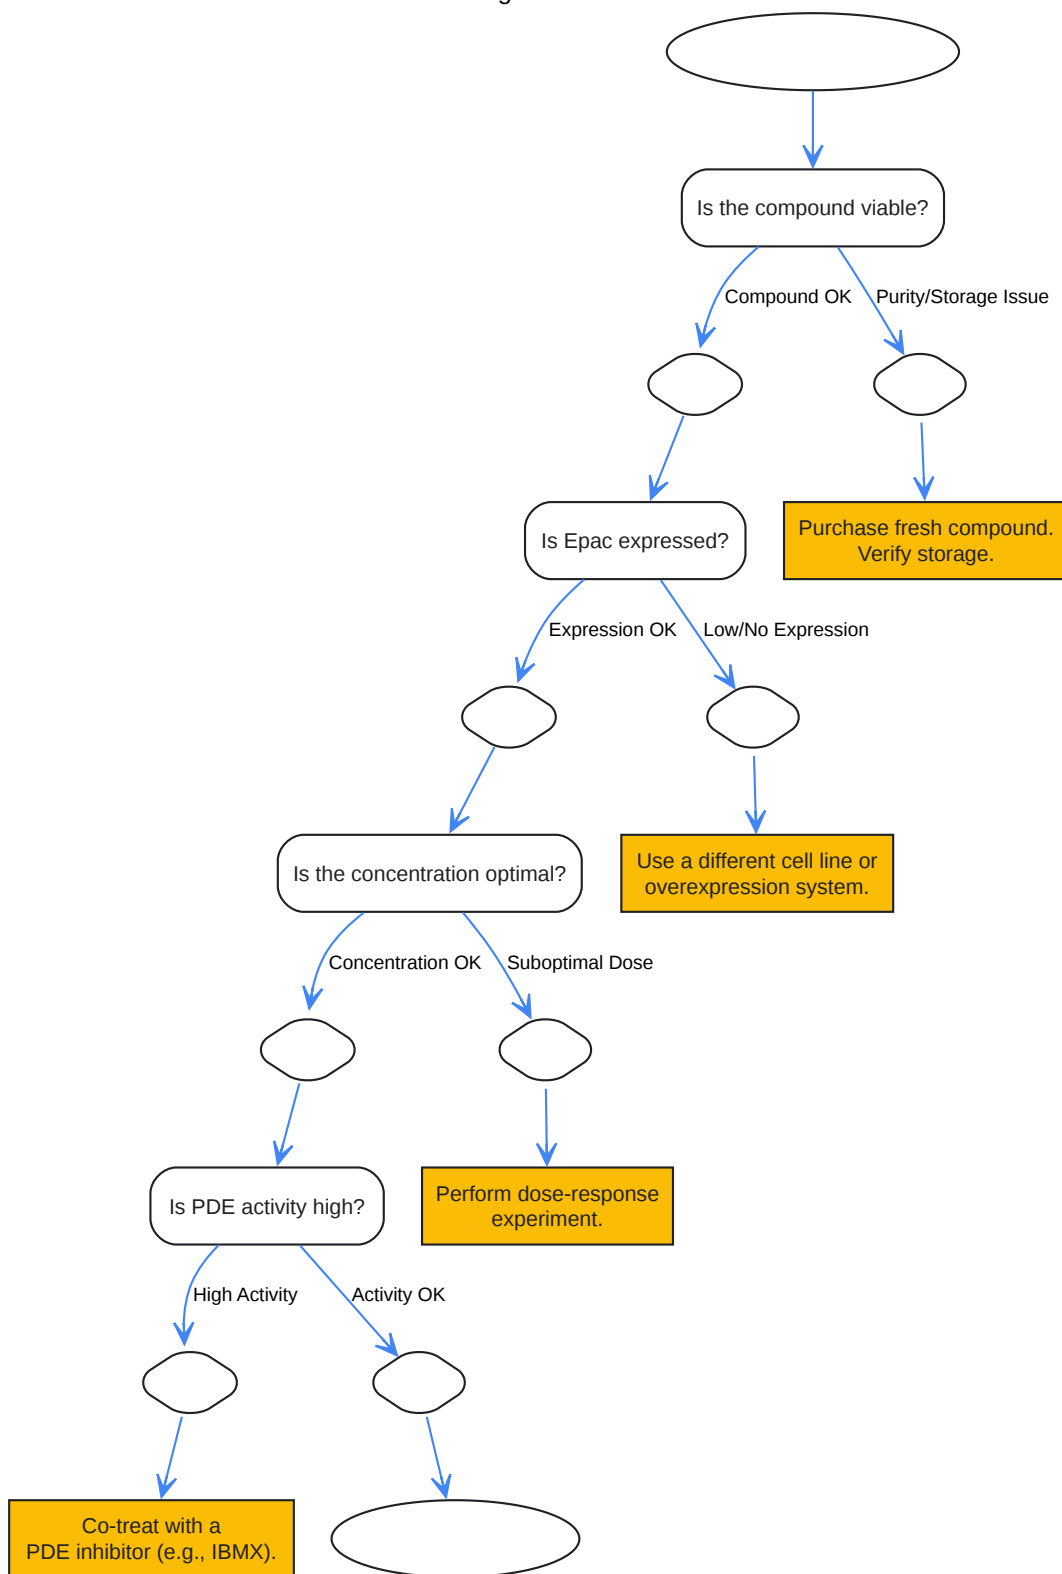 Is the compound viable?
Compound OK
Purity/Storage Issue
Is Epac expressed?
Purchase fresh compound.
Verify storage.
Expression OK
Low/No Expression
Is the concentration optimal?
Use a different cell line or
overexpression system.
Concentration OK
Suboptimal Dose
Is PDE activity high?
Perform dose-response
experiment.
High Activity
Activity OK
Co-treat with a
PDE inhibitor (e.g., IBMX).